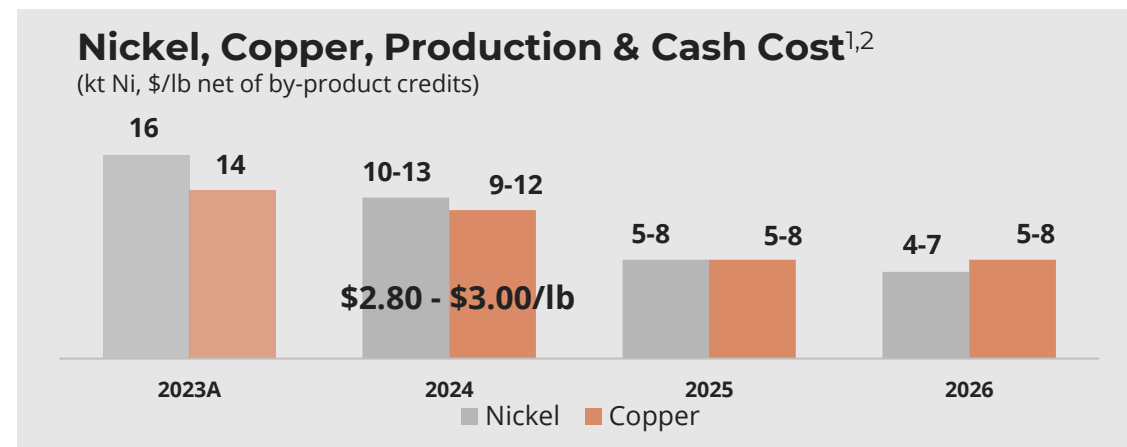 Nickel, Copper, Production & Cash Cost1,2
(kt Ni, $/lb net of by-product credits)
16
14
10-13
9-12
5-8
5-8
4-7
5-8
$2.80 - $3.00/lb
2023A
2024
2025
2026
Nickel
Copper